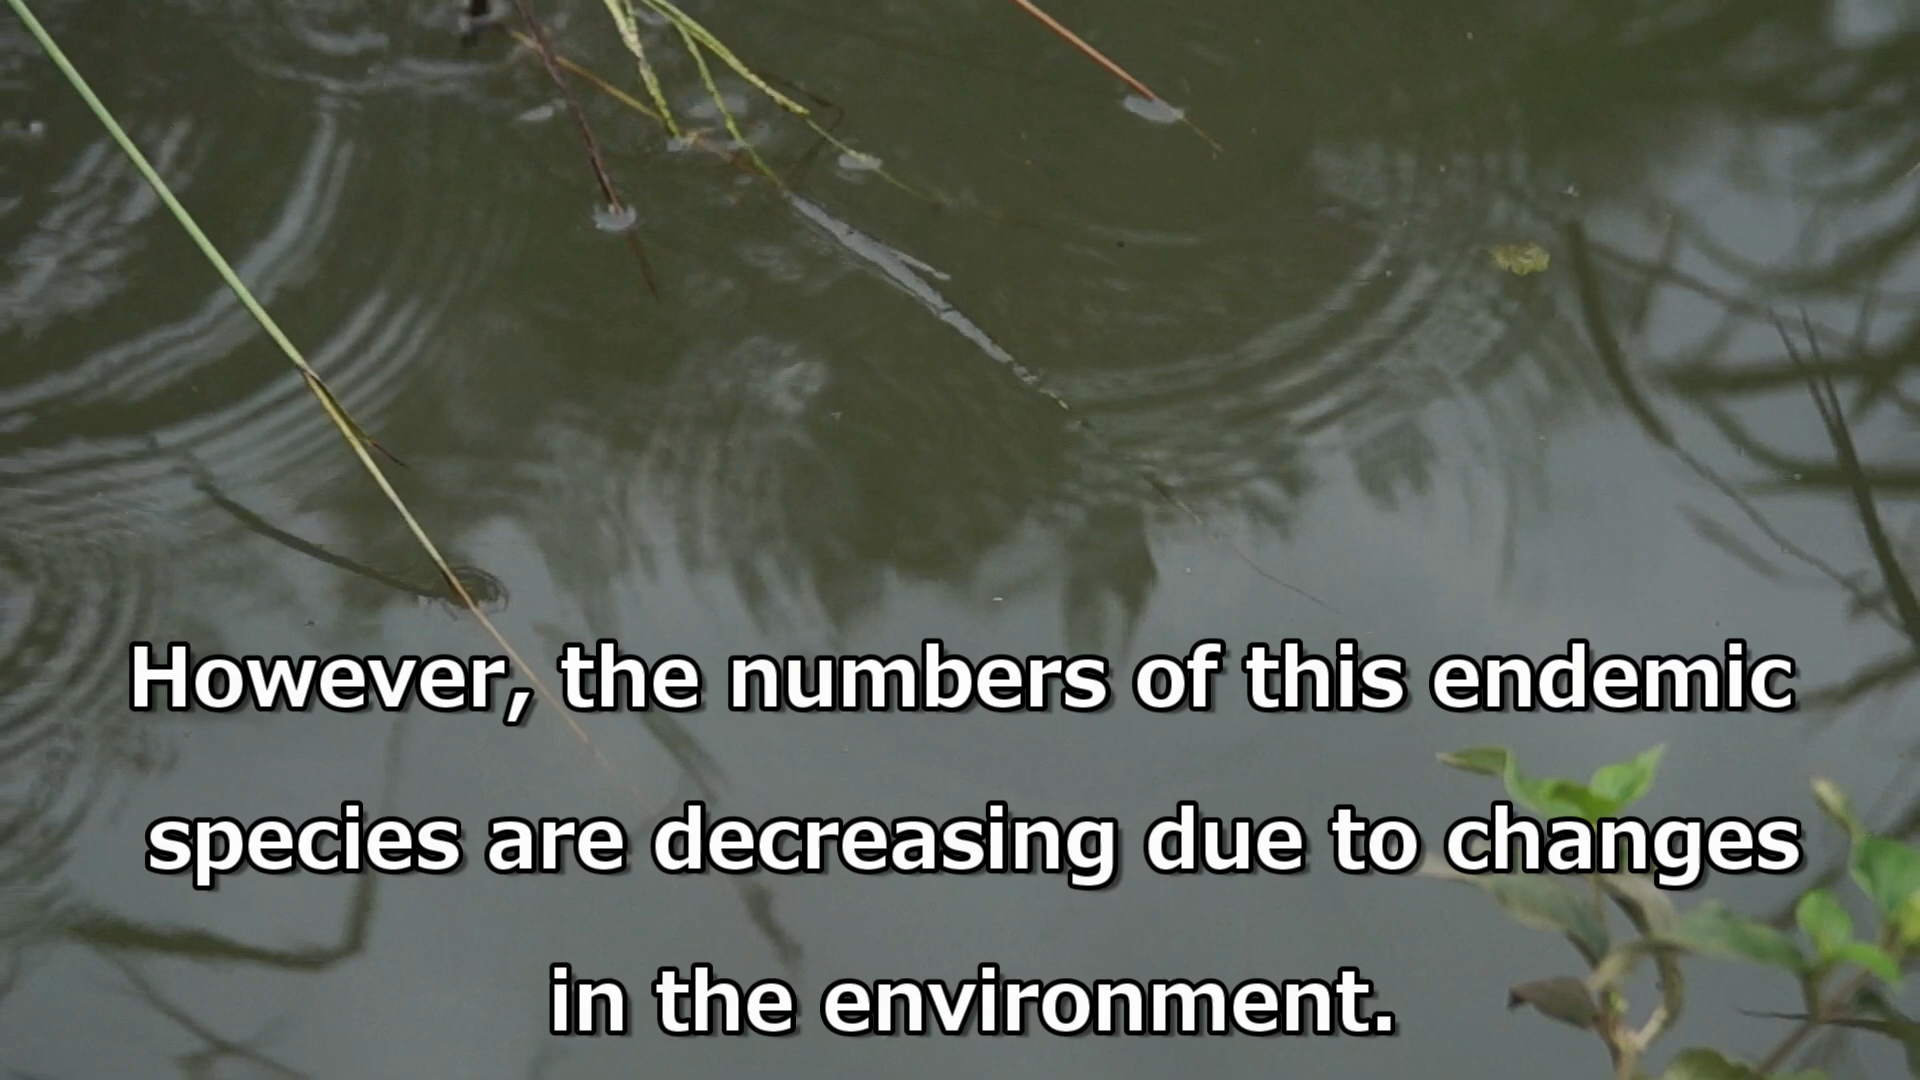 However, the numbers of this endemic
species are decreasing due to changes
in the environment.